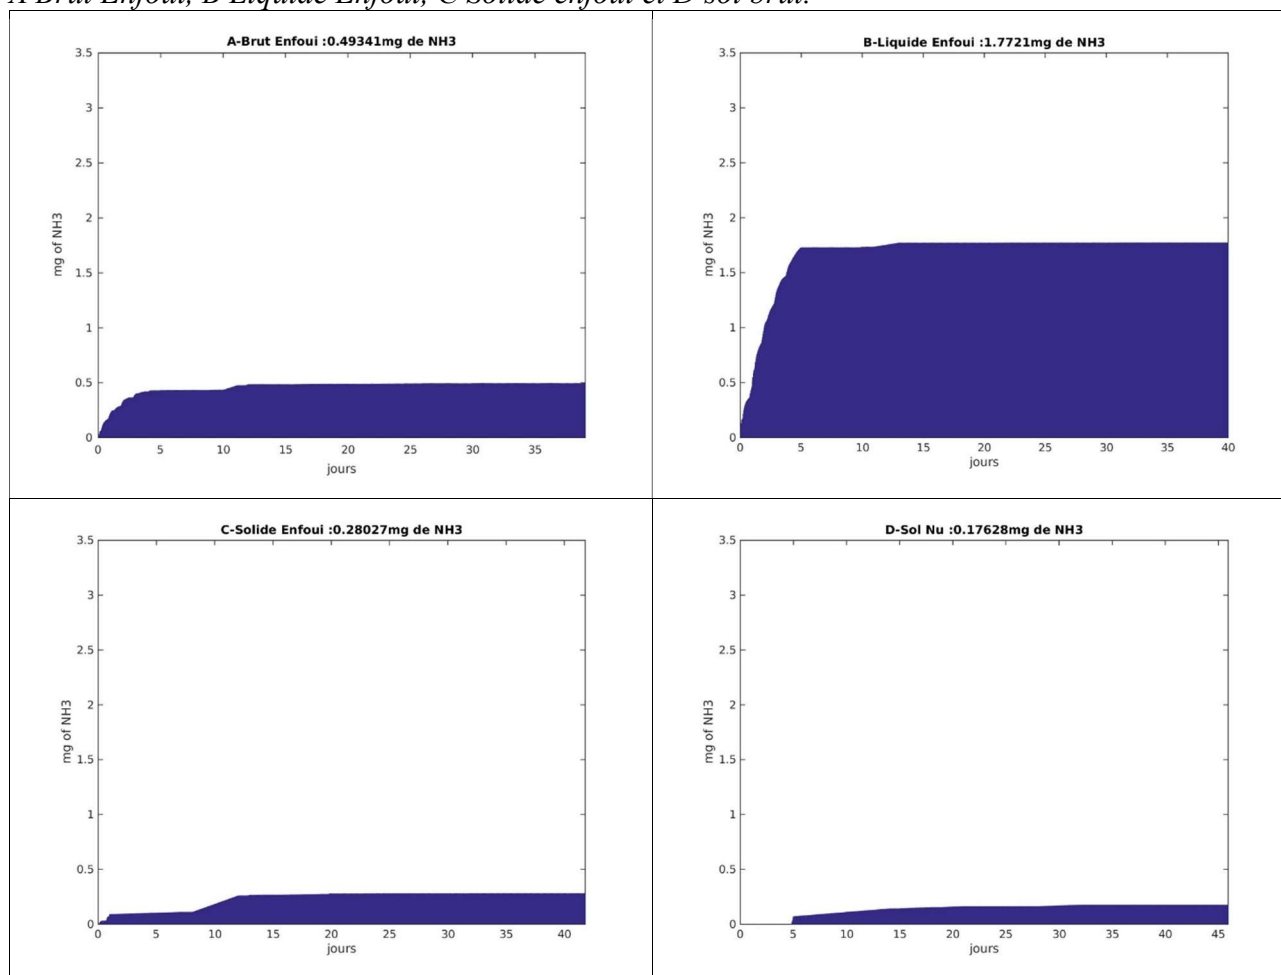 A Brut Enfoui, B Liquide Enfoui, C Solide enfoui et D-sol brut.
A-Brut Enfoui :0.49341mg de NH3
3.5
3
2.5
2
1.5
1
0.5
0
mg of NH3
0 5 10 15 20 25 30 35
jours
B-Liquide Enfoui :1.7721mg de NH3
3.5
3
2.5
2
1.5
1
0.5
0
mg of NH3
0 5 10 15 20 25 30 35 40
jours
C-Solide Enfoui :0.28027mg de NH3
3.5
3
2.5
2
1.5
1
0.5
0
mg of NH3
0 5 10 15 20 25 30 35 40
jours
D-Sol Nu :0.17628mg de NH3
3.5
3
2.5
2
1.5
1
0.5
0
mg of NH3
0 5 10 15 20 25 30 35 40 45
jours